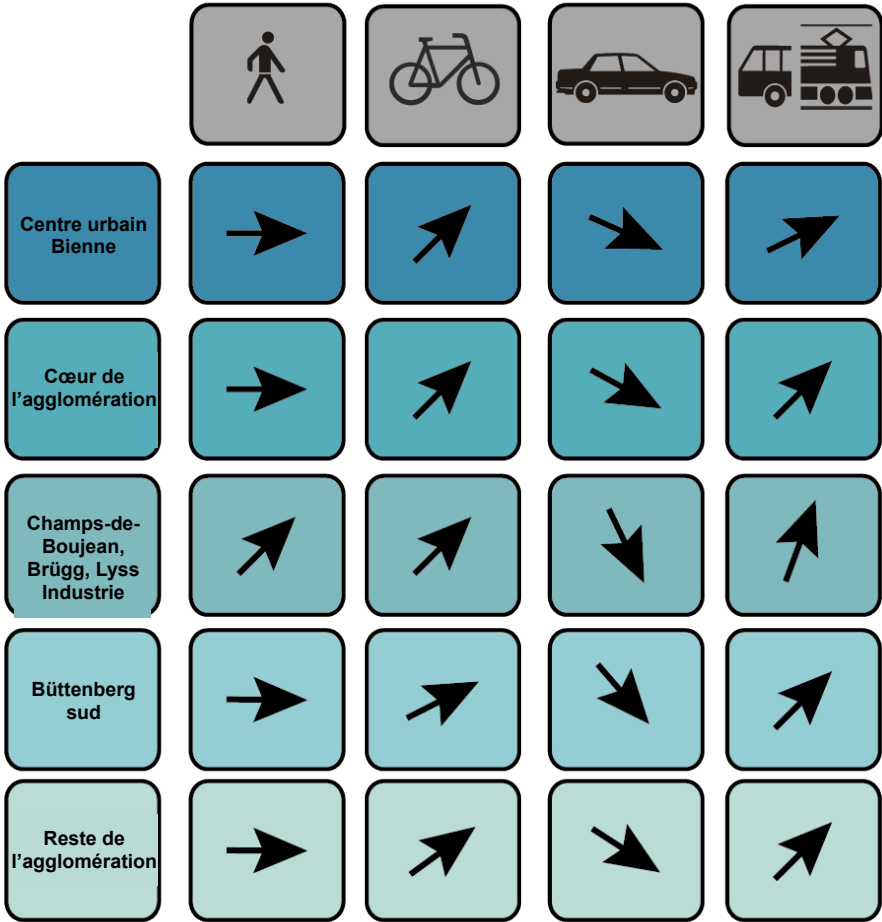 Centre urbain
Bienne
Cœur de
l’agglomération
Champs-de-
Boujean,
Brügg, Lyss
Industrie
Büttenberg
sud
Reste de
l’agglomération